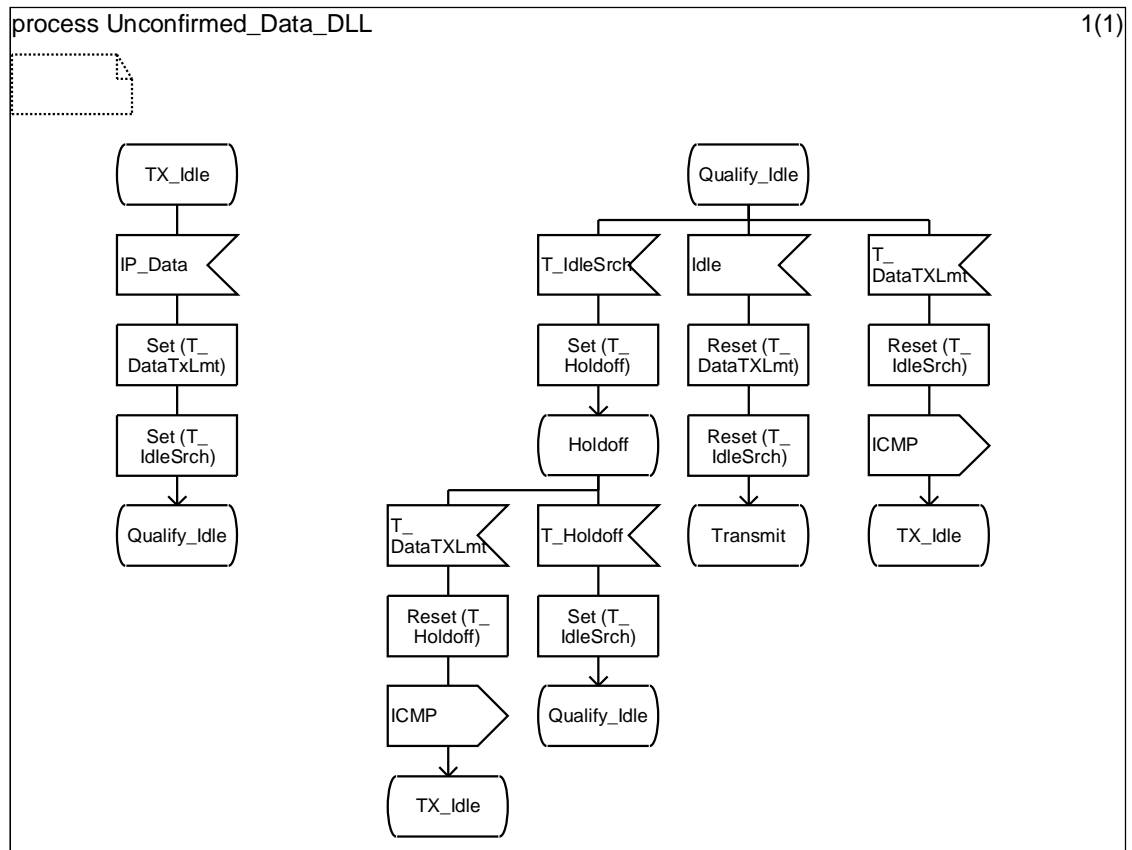 process Unconfirmed_Data_DLL
1(1)
TX_Idle
IP_Data
Set (T_
DataTxLmt)
Set (T_
IdleSrch)
Qualify_Idle
Qualify_Idle
T_IdleSrch
Set (T_
Holdoff)
Holdoff
T_
DataTXLmt
Reset (T_
Holdoff)
ICMP
TX_Idle
T_Holdoff
Set (T_
IdleSrch)
Qualify_Idle
Idle
Reset (T_
DataTXLmt)
Reset (T_
IdleSrch)
Transmit
T_
DataTXLmt
Reset (T_
IdleSrch)
ICMP
TX_Idle